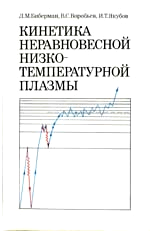 Л.М.Биберман, В.С.Воробьев, И.Т.Якубов
КИНЕТИКА
НЕРАВНОВЕСНОЙ
НИЗКО-
ТЕМПЕРАТУРНОЙ
ПЛАЗМЫ